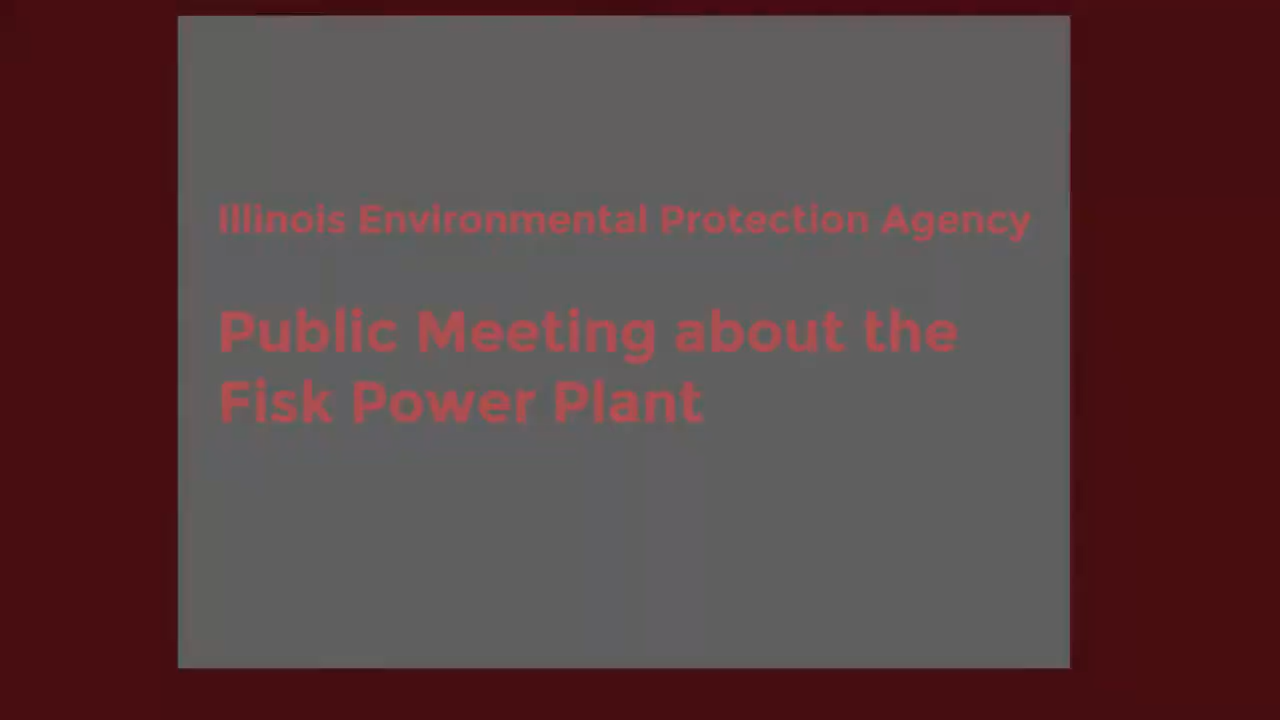 Illinois Environmental Protection Agency
Public Meeting about the
Fisk Power Plant